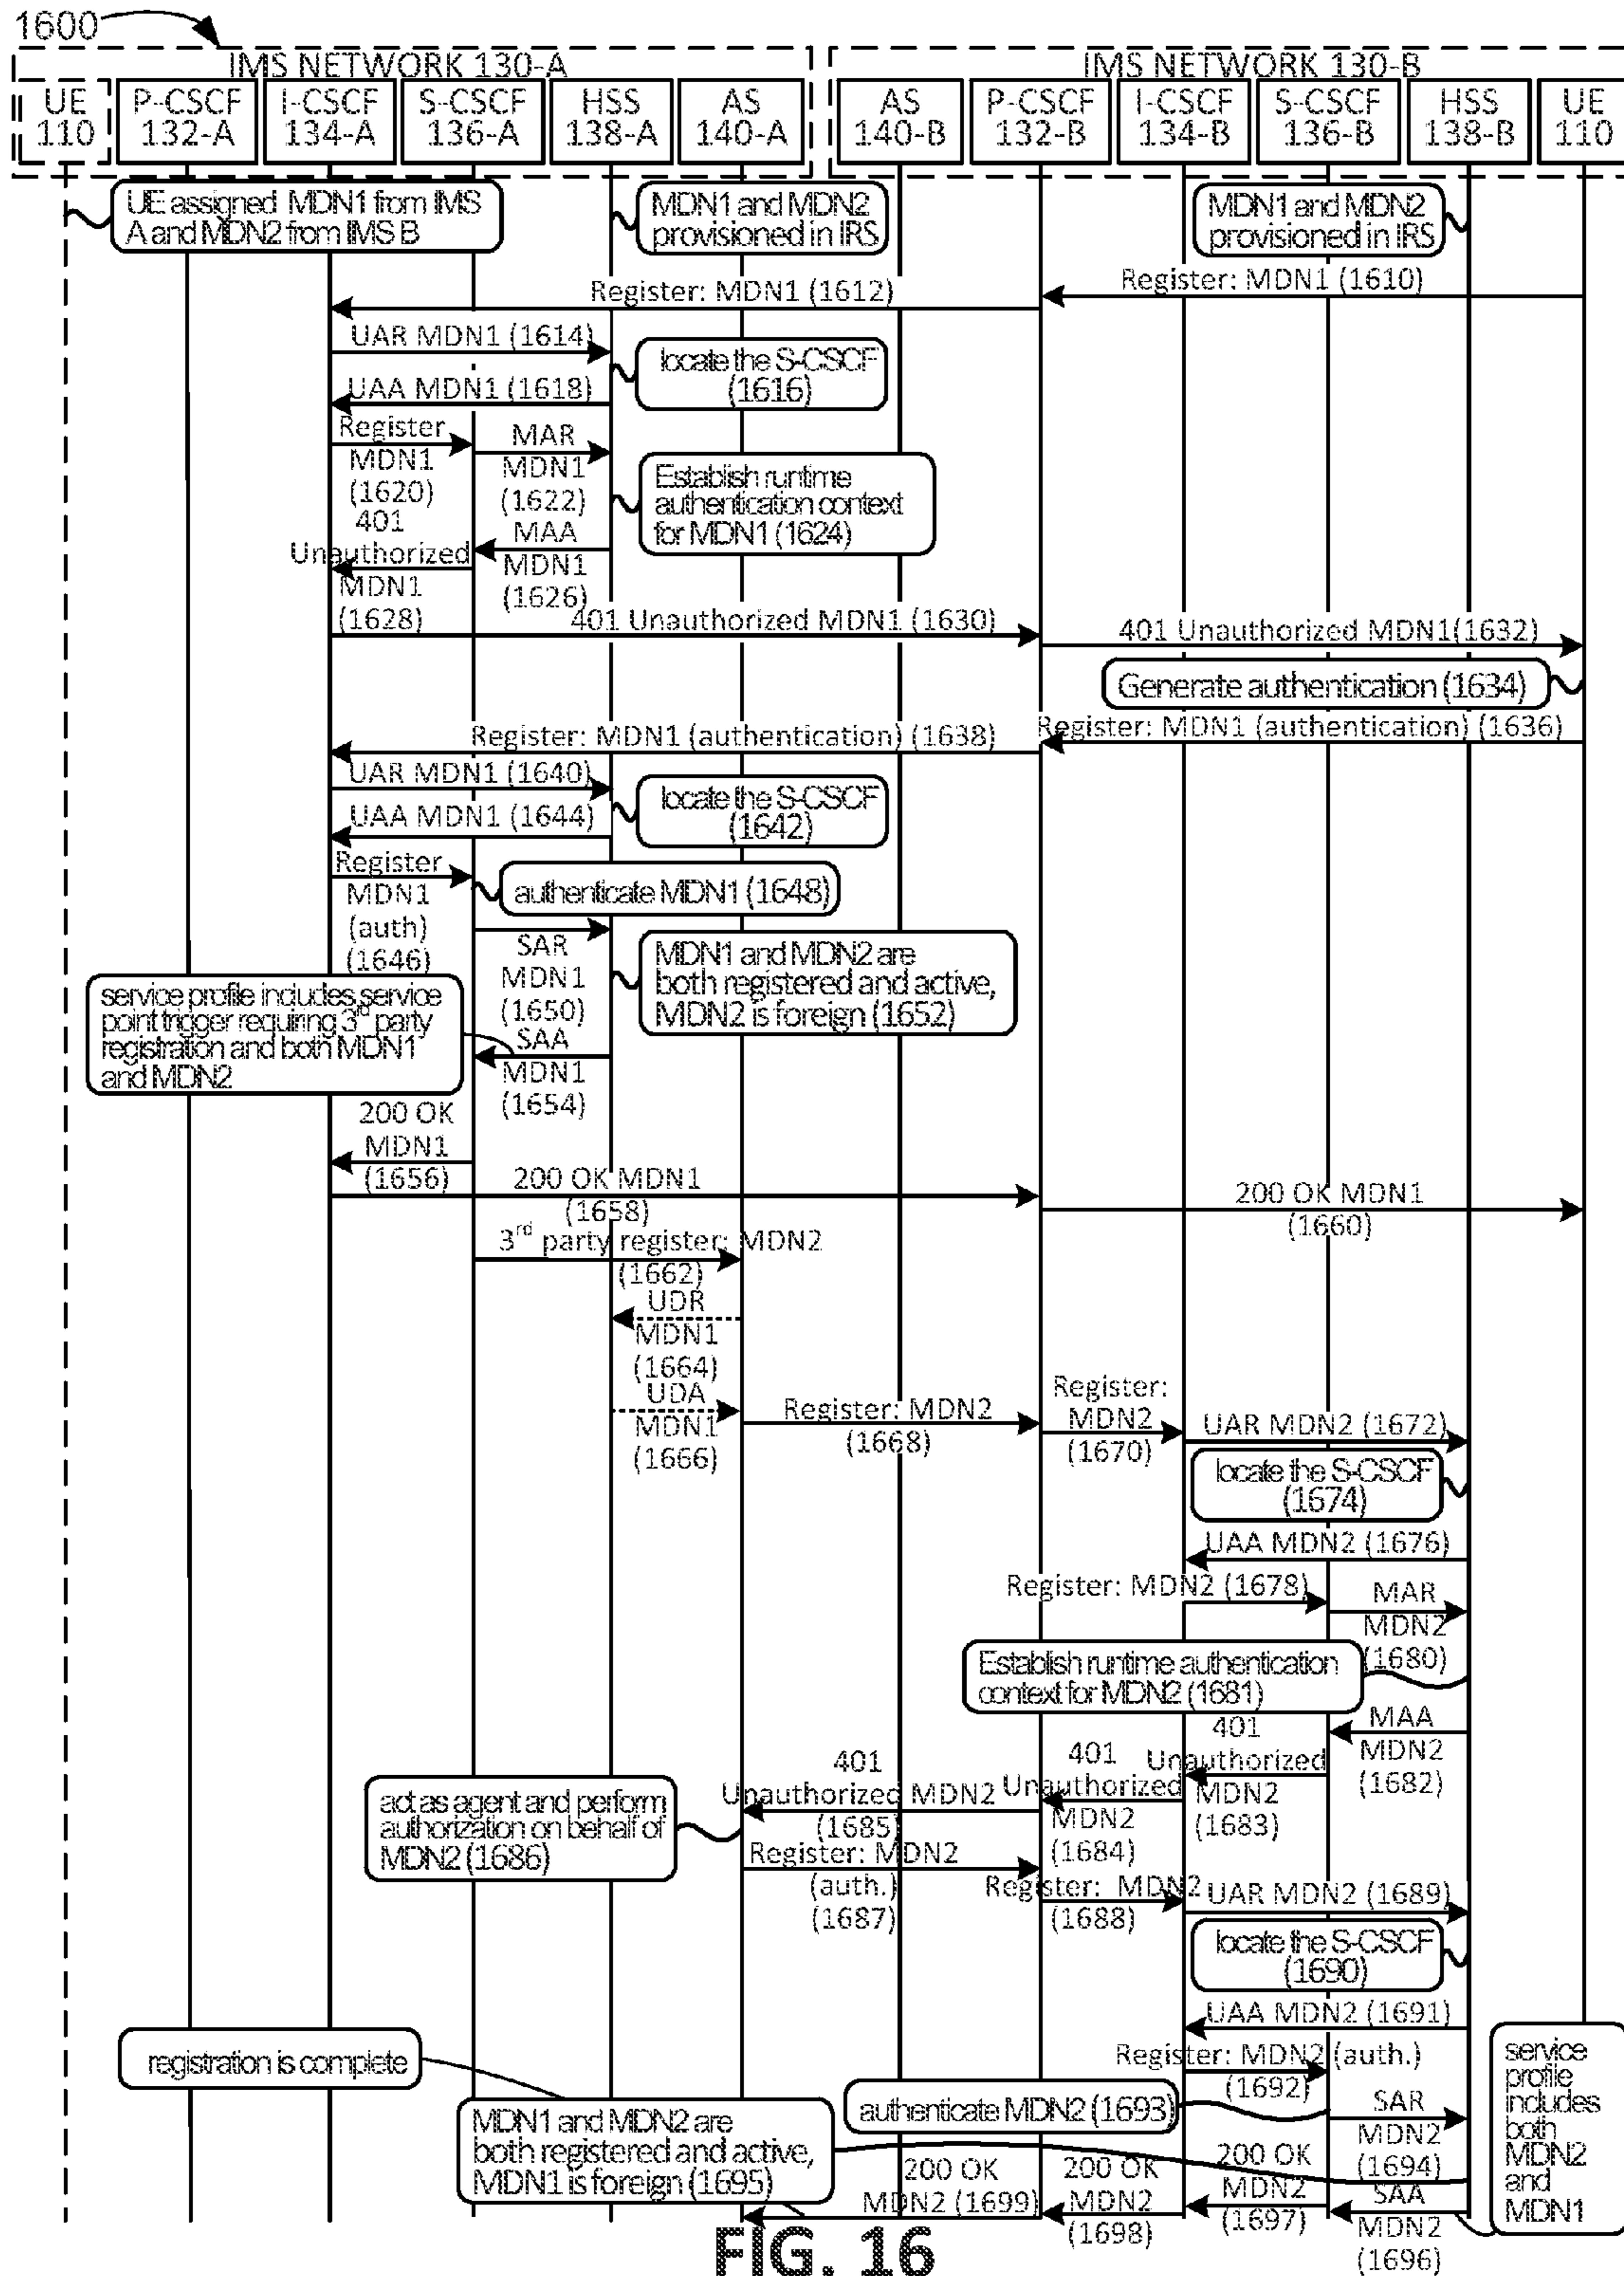 1600
IMS NETWORK 130-A
IMS NETWORK 130-B
UE
110
P-CSCF
132-A
I-CSCF
134-A
S-CSCF
136-A
HSS
138-A
AS
140-A
AS
140-B
P-CSCF
132-B
I-CSCF
134-B
S-CSCF
136-B
HSS
138-B
UE
110
UE assigned MDN1 from IMS
A and MDN2 from IMS B
MDN1 and MDN2
provisioned in IRS
MDN1 and MDN2
provisioned in IRS
Register: MDN1 (1610)
Register: MDN1 (1612)
UAR MDN1 (1614)
locate the S-CSCF
(1616)
UAA MDN1 (1618)
Register
MDN1
(1620)
MAR
MDN1
(1622)
Establish runtime
authentication context
for MDN1 (1624)
MAA
MDN1
(1626)
401
Unauthorized
MDN1
(1628)
401 Unauthorized MDN1 (1630)
401 Unauthorized MDN1(1632)
Generate authentication (1634)
Register: MDN1 (authentication) (1636)
Register: MDN1 (authentication) (1638)
UAR MDN1 (1640)
locate the S-CSCF
(1642)
UAA MDN1 (1644)
Register
MDN1
(auth)
(1646)
authenticate MDN1 (1648)
SAR
MDN1
(1650)
MDN1 and MDN2 are
both registered and active,
MDN2 is foreign (1652)
service profile includes service
point trigger requiring 3rd party
registration and both MDN1
and MDN2
SAA
MDN1
(1654)
200 OK
MDN1
(1656)
200 OK MDN1
(1658)
200 OK MDN1
(1660)
3rd party register: MDN2
(1662)
UDR
MDN1
(1664)
UDA
MDN1
(1666)
Register: MDN2
(1668)
Register:
MDN2
(1670)
UAR MDN2 (1672)
locate the S-CSCF
(1674)
UAA MDN2 (1676)
Register: MDN2 (1678)
MAR
MDN2
(1680)
Establish runtime authentication
context for MDN2 (1681)
MAA
MDN2
(1682)
401
Unauthorized
MDN2
(1683)
401
Unauthorized
MDN2
(1684)
401
Unauthorized MDN2
(1685)
act as agent and perform
authorization on behalf of
MDN2 (1686)
Register: MDN2
(auth.)
(1687)
Register: MDN2
(1688)
UAR MDN2 (1689)
locate the S-CSCF
(1690)
UAA MDN2 (1691)
Register: MDN2 (auth.)
(1692)
authenticate MDN2 (1693)
SAR
MDN2
(1694)
registration is complete
MDN1 and MDN2 are
both registered and active,
MDN1 is foreign (1695)
service
profile
includes
both
MDN2
and
MDN1
SAA
MDN2
(1696)
200 OK
MDN2
(1697)
200 OK
MDN2
(1698)
200 OK
MDN2 (1699)
FIG. 16